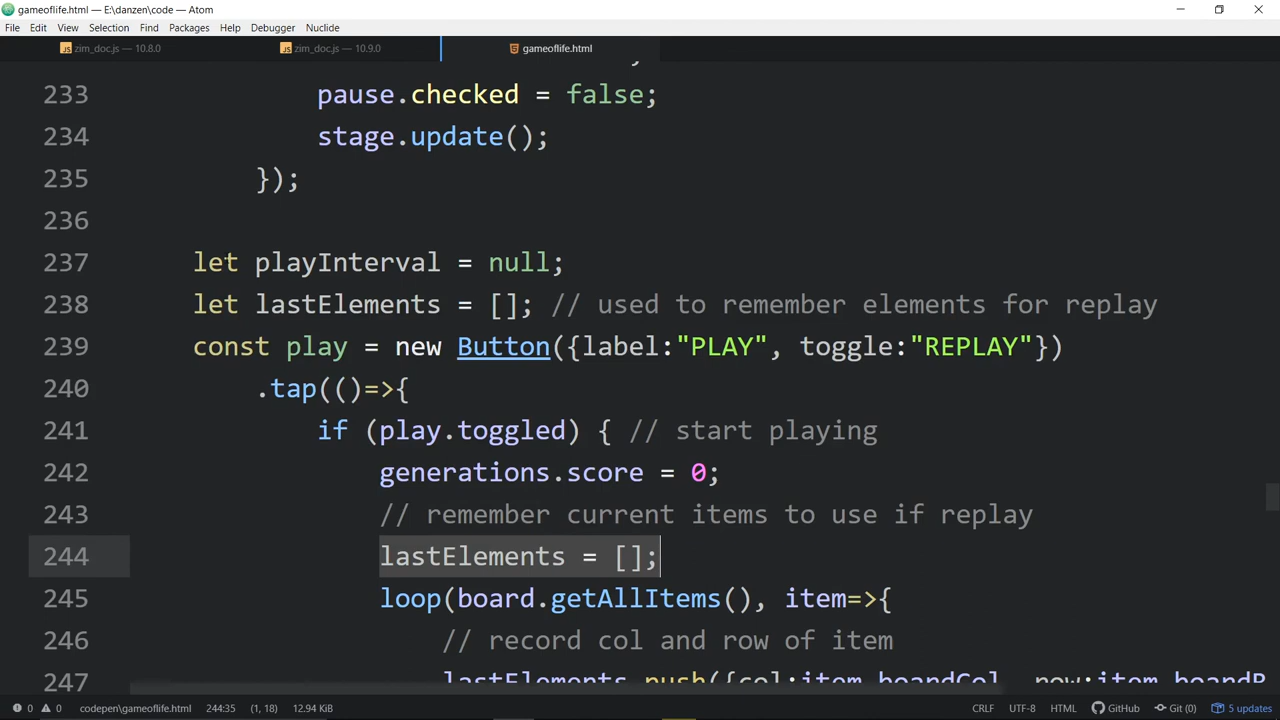 gameoflife.html — E:\danzen\code — Atom
File Edit View Selection Find Packages Help Debugger Nuclide
zim_doc.js — 10.8.0 zim_doc.js — 10.9.0 gameoflife.html
233 pause.checked = false;
234 stage.update();
235 });
236
237 let playInterval = null;
238 let lastElements = []; // used to remember elements for replay
239 const play = new Button({label:"PLAY", toggle:"REPLAY"})
240 .tap(()=>{
241 if (play.toggled) { // start playing
242 generations.score = 0;
243 // remember current items to use if replay
244 lastElements = [];
245 loop(board.getAllItems(), item=>{
246 // record col and row of item
247 lastElements.push({col:item.boardCol, row:item.boardR
0 0 codepen\gameoflife.html 244:35 (1, 18) 12.94 KiB CRLF UTF-8 HTML GitHub Git (0) 5 updates